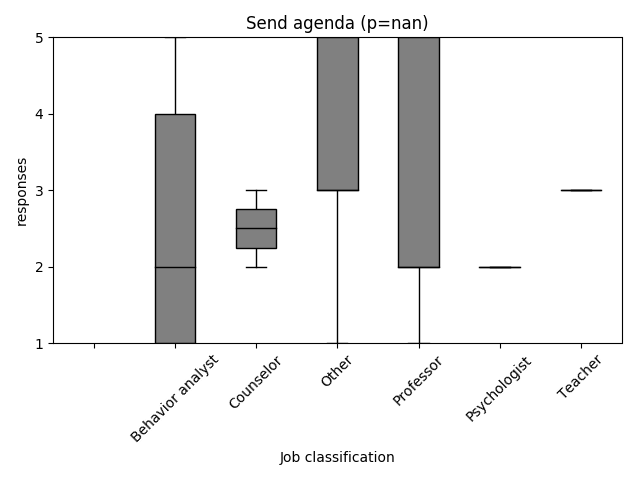 Send agenda (p=nan)
5
4
3
2
1
responses
Behavior analyst
Counselor
Other
Professor
Psychologist
Teacher
Job classification